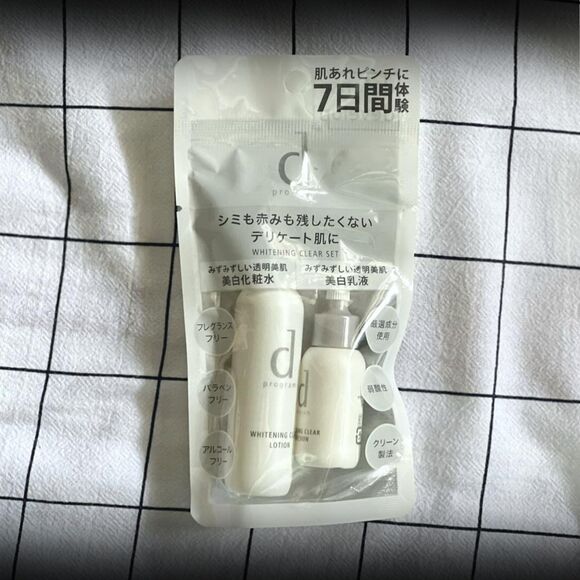 肌あれピンチに
7日間体験
d
program
シミも赤みも残したくない
デリケート肌に
WHITENING CLEAR SET
みずみずしい透明美肌
美白化粧水
みずみずしい透明美肌
美白乳液
フレグランス
フリー
パラベン
フリー
アルコール
フリー
厳選成分
使用
弱酸性
クリーン
製法
d
program
WHITENING
LOTION
d
CLEAR